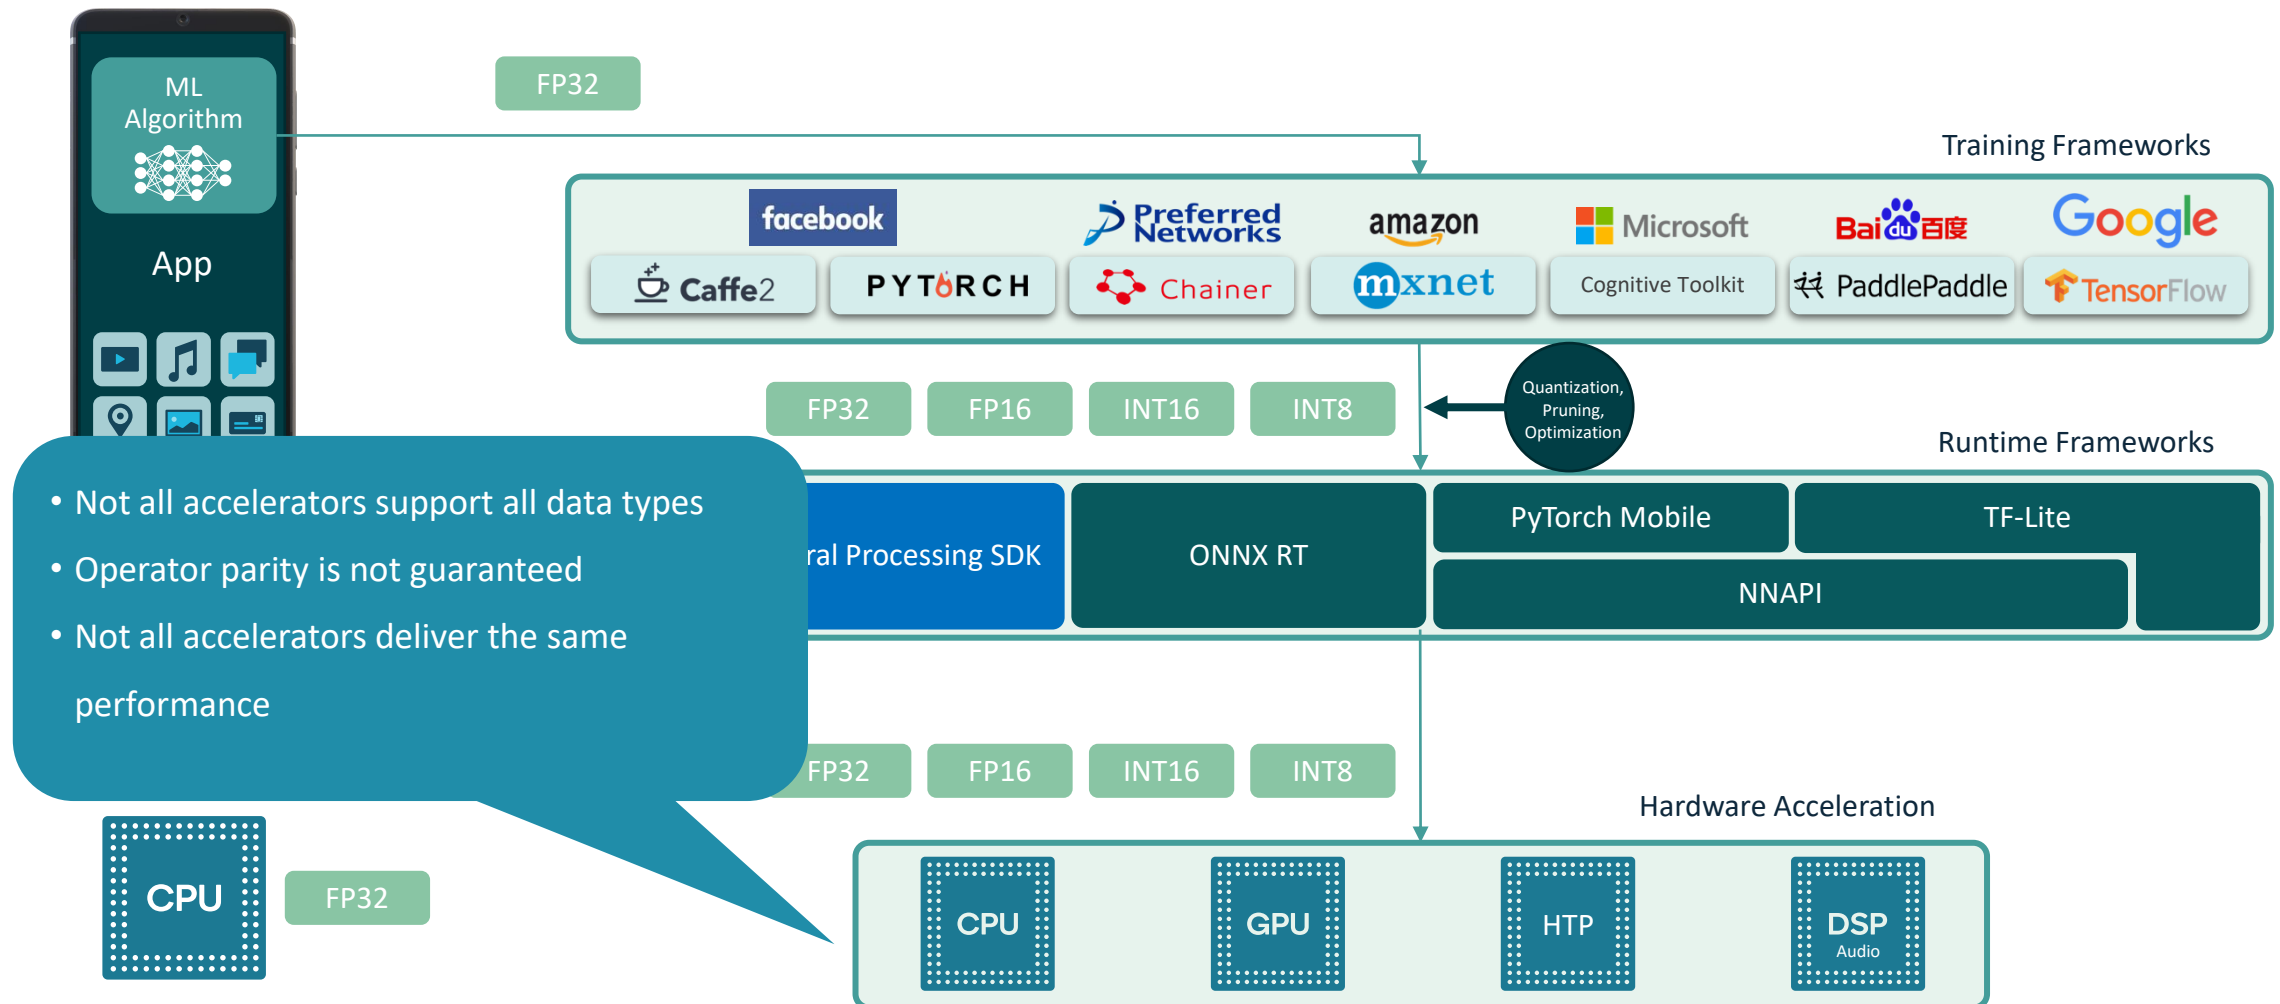 ML
Algorithm
App
FP32
Training Frameworks
facebook
Preferred
Networks
amazon
Microsoft
Bai du 百度
Google
Caffe2
PYTORCH
Chainer
mxnet
Cognitive Toolkit
PaddlePaddle
TensorFlow
FP32
FP16
INT16
INT8
Quantization,
Pruning,
Optimization
Runtime Frameworks
ral Processing SDK
ONNX RT
PyTorch Mobile
TF-Lite
NNAPI
• Not all accelerators support all data types
• Operator parity is not guaranteed
• Not all accelerators deliver the same
performance
FP32
FP16
INT16
INT8
Hardware Acceleration
CPU
FP32
CPU
GPU
HTP
DSP
Audio